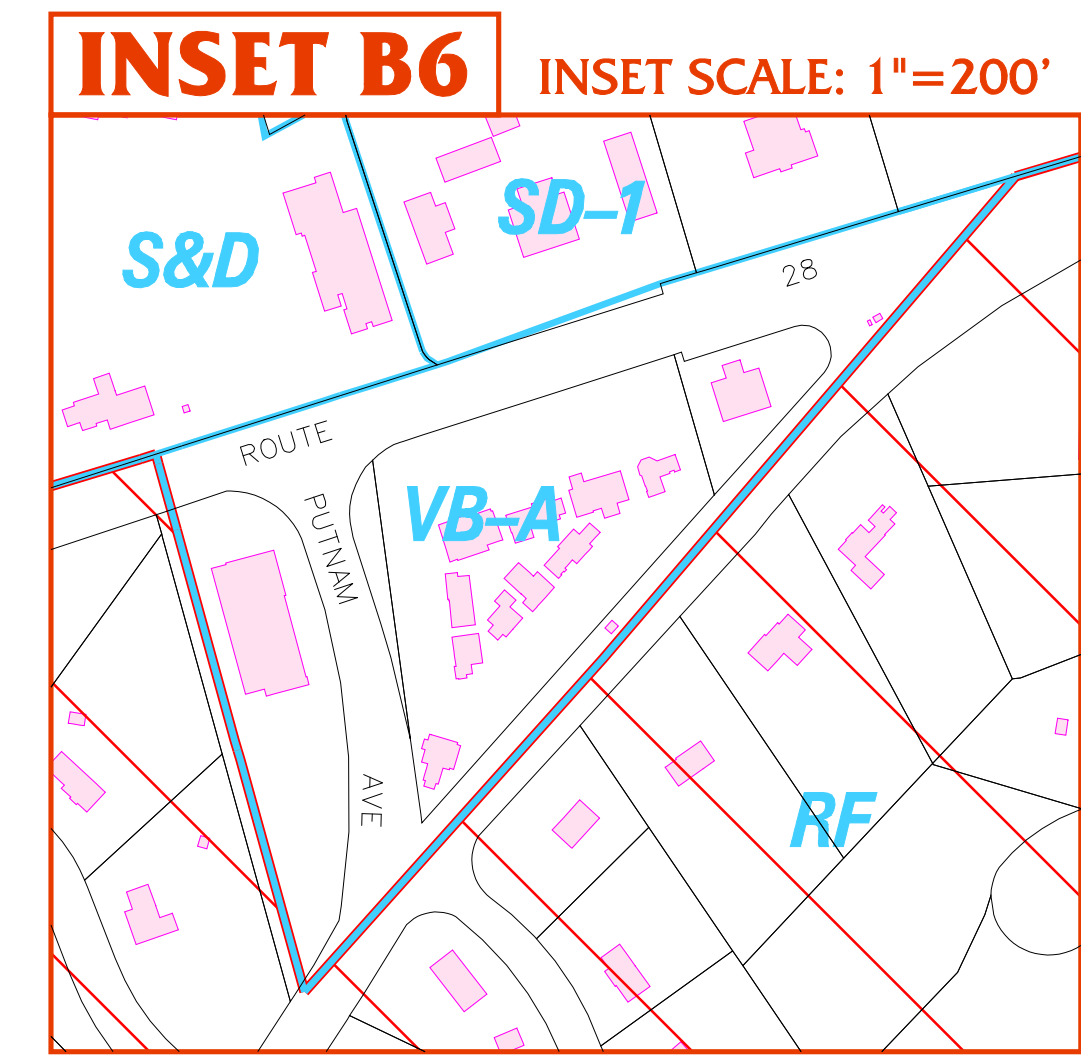 INSET B6
INSET SCALE: 1"=200'
SD-1
S&D
28
ROUTE
PUTNAM
VB-A
AVE
RF